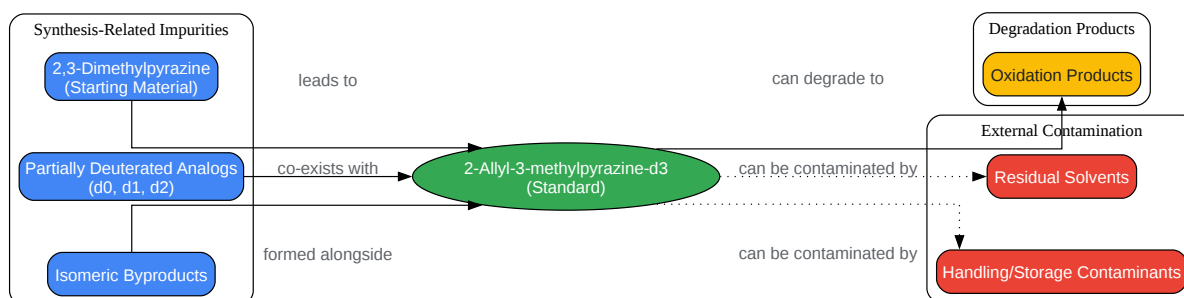 Synthesis-Related Impurities
2,3-Dimethylpyrazine
(Starting Material)
Partially Deuterated Analogs
(d0, d1, d2)
Isomeric Byproducts
leads to
co-exists with
formed alongside
2-Allyl-3-methylpyrazine-d3
(Standard)
can degrade to
can be contaminated by
can be contaminated by
Degradation Products
Oxidation Products
External Contamination
Residual Solvents
Handling/Storage Contaminants